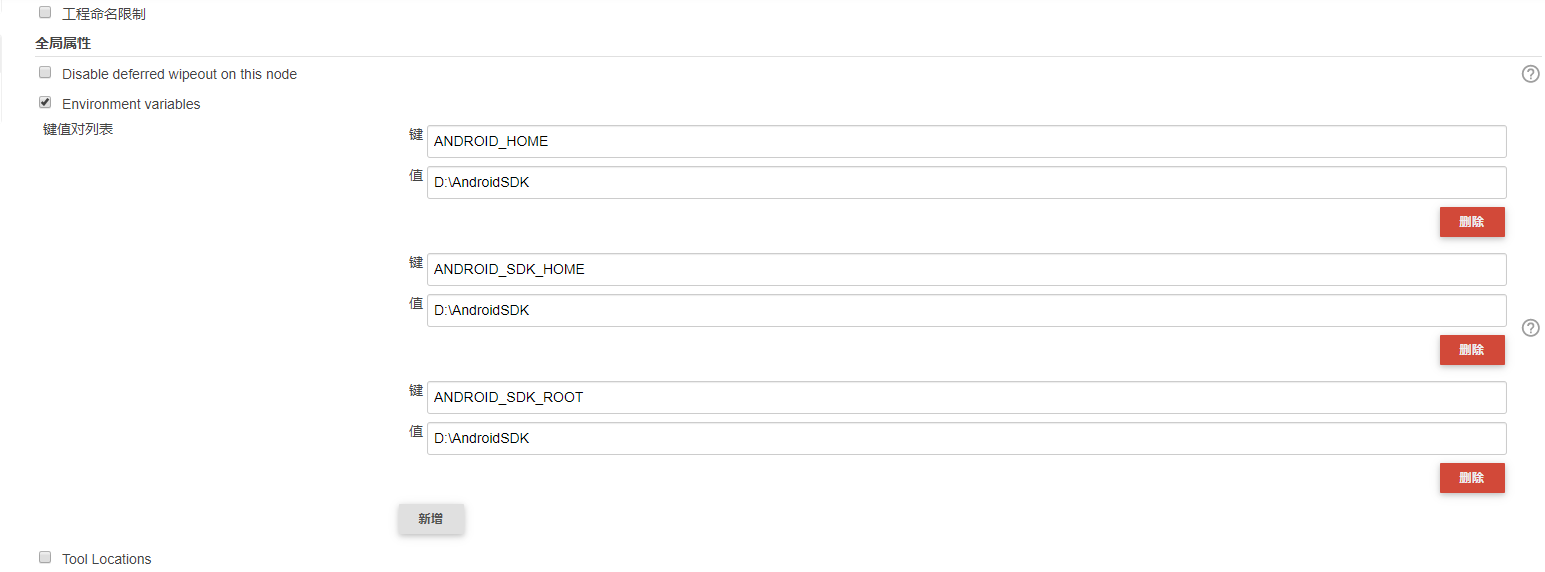 工程命名限制
全局属性
Disable deferred wipeout on this node
?
Environment variables
键值对列表
键 ANDROID_HOME
值 D:\AndroidSDK
删除
键 ANDROID_SDK_HOME
值 D:\AndroidSDK
?
删除
键 ANDROID_SDK_ROOT
值 D:\AndroidSDK
删除
新增
Tool Locations